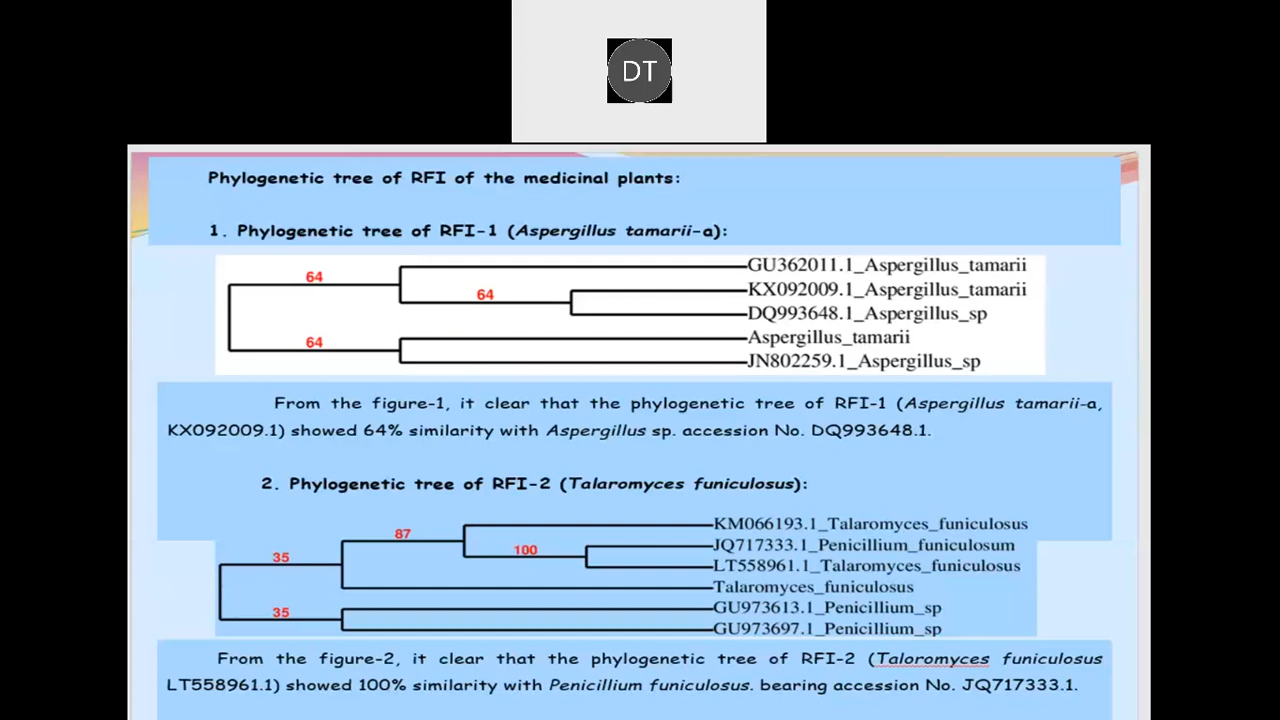 DT
Phylogenetic tree of RFI of the medicinal plants:
1. Phylogenetic tree of RFI-1 (Aspergillus tamarii-a):
64
GU362011.1_Aspergillus_tamarii
64
KX092009.1_Aspergillus_tamarii
DQ993648.1_Aspergillus_sp
64
Aspergillus_tamarii
JN802259.1_Aspergillus_sp
From the figure-1, it clear that the phylogenetic tree of RFI-1 (Aspergillus tamarii-a,
KX092009.1) showed 64% similarity with Aspergillus sp. accession No. DQ993648.1.
2. Phylogenetic tree of RFI-2 (Talaromyces funiculosus):
87
KM066193.1_Talaromyces_funiculosus
100
JQ717333.1_Penicillium_funiculosum
35
LT558961.1_Talaromyces_funiculosus
Talaromyces_funiculosus
35
GU973613.1_Penicillium_sp
GU973697.1_Penicillium_sp
From the figure-2, it clear that the phylogenetic tree of RFI-2 (Taloromyces funiculosus
LT558961.1) showed 100% similarity with Penicillium funiculosus. bearing accession No. JQ717333.1.